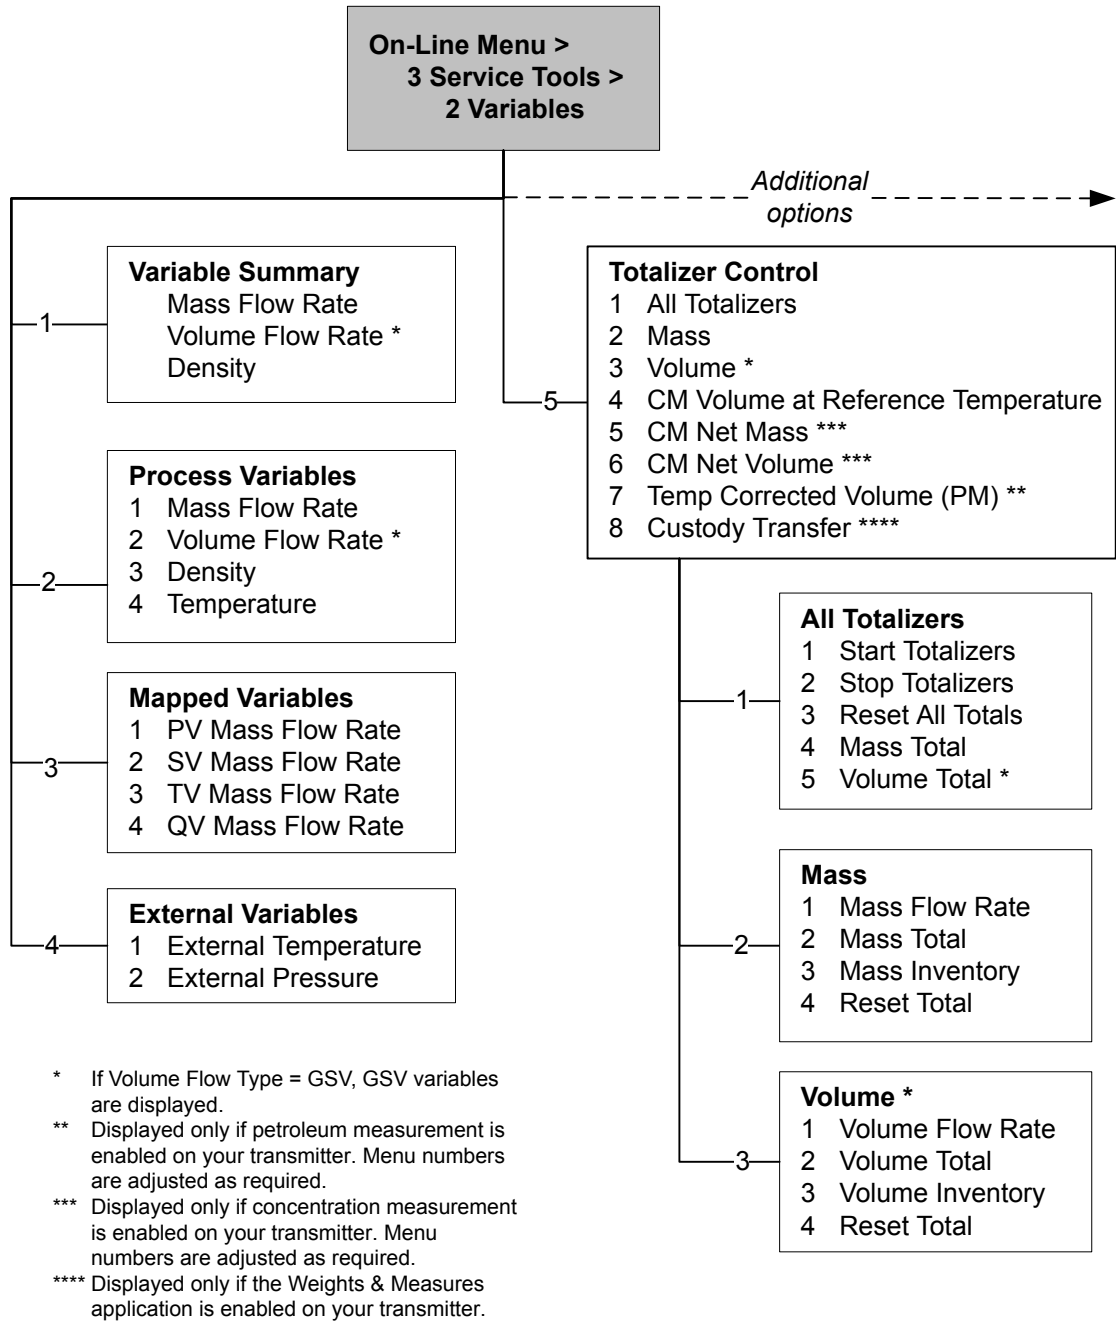 On-Line Menu >
3 Service Tools >
2 Variables
Additional
options
1
Variable Summary
Mass Flow Rate
Volume Flow Rate *
Density
2
Process Variables
1 Mass Flow Rate
2 Volume Flow Rate *
3 Density
4 Temperature
3
Mapped Variables
1 PV Mass Flow Rate
2 SV Mass Flow Rate
3 TV Mass Flow Rate
4 QV Mass Flow Rate
4
External Variables
1 External Temperature
2 External Pressure
5
Totalizer Control
1 All Totalizers
2 Mass
3 Volume *
4 CM Volume at Reference Temperature
5 CM Net Mass ***
6 CM Net Volume ***
7 Temp Corrected Volume (PM) **
8 Custody Transfer ****
1
All Totalizers
1 Start Totalizers
2 Stop Totalizers
3 Reset All Totals
4 Mass Total
5 Volume Total *
2
Mass
1 Mass Flow Rate
2 Mass Total
3 Mass Inventory
4 Reset Total
3
Volume *
1 Volume Flow Rate
2 Volume Total
3 Volume Inventory
4 Reset Total
* If Volume Flow Type = GSV, GSV variables
are displayed.
** Displayed only if petroleum measurement is
enabled on your transmitter. Menu numbers
are adjusted as required.
*** Displayed only if concentration measurement
is enabled on your transmitter. Menu
numbers are adjusted as required.
**** Displayed only if the Weights & Measures
application is enabled on your transmitter.